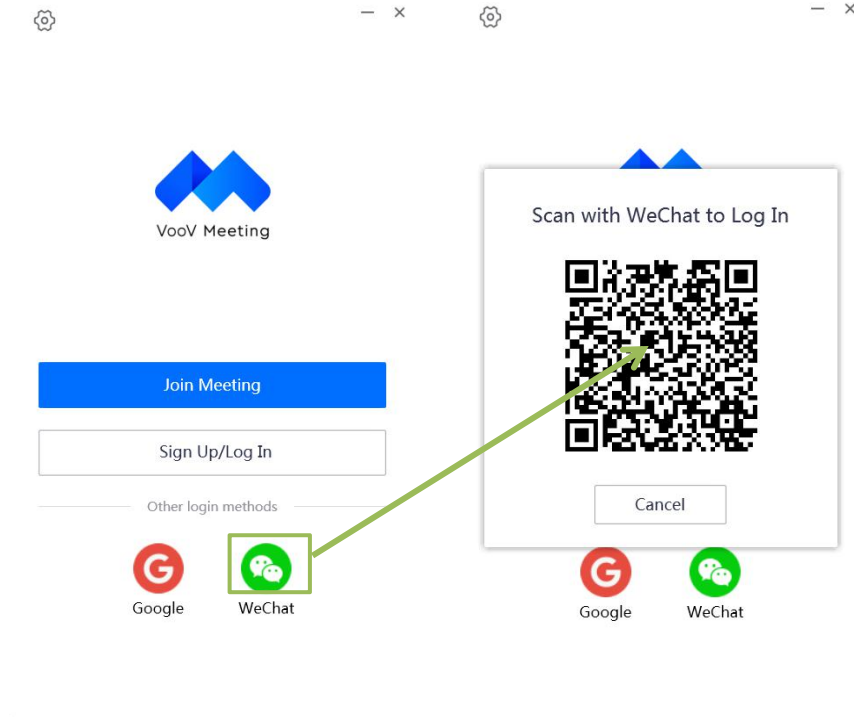 VooV Meeting
Join Meeting
Sign Up/Log In
Other login methods
Google
WeChat
Scan with WeChat to Log In
Cancel
Google
WeChat